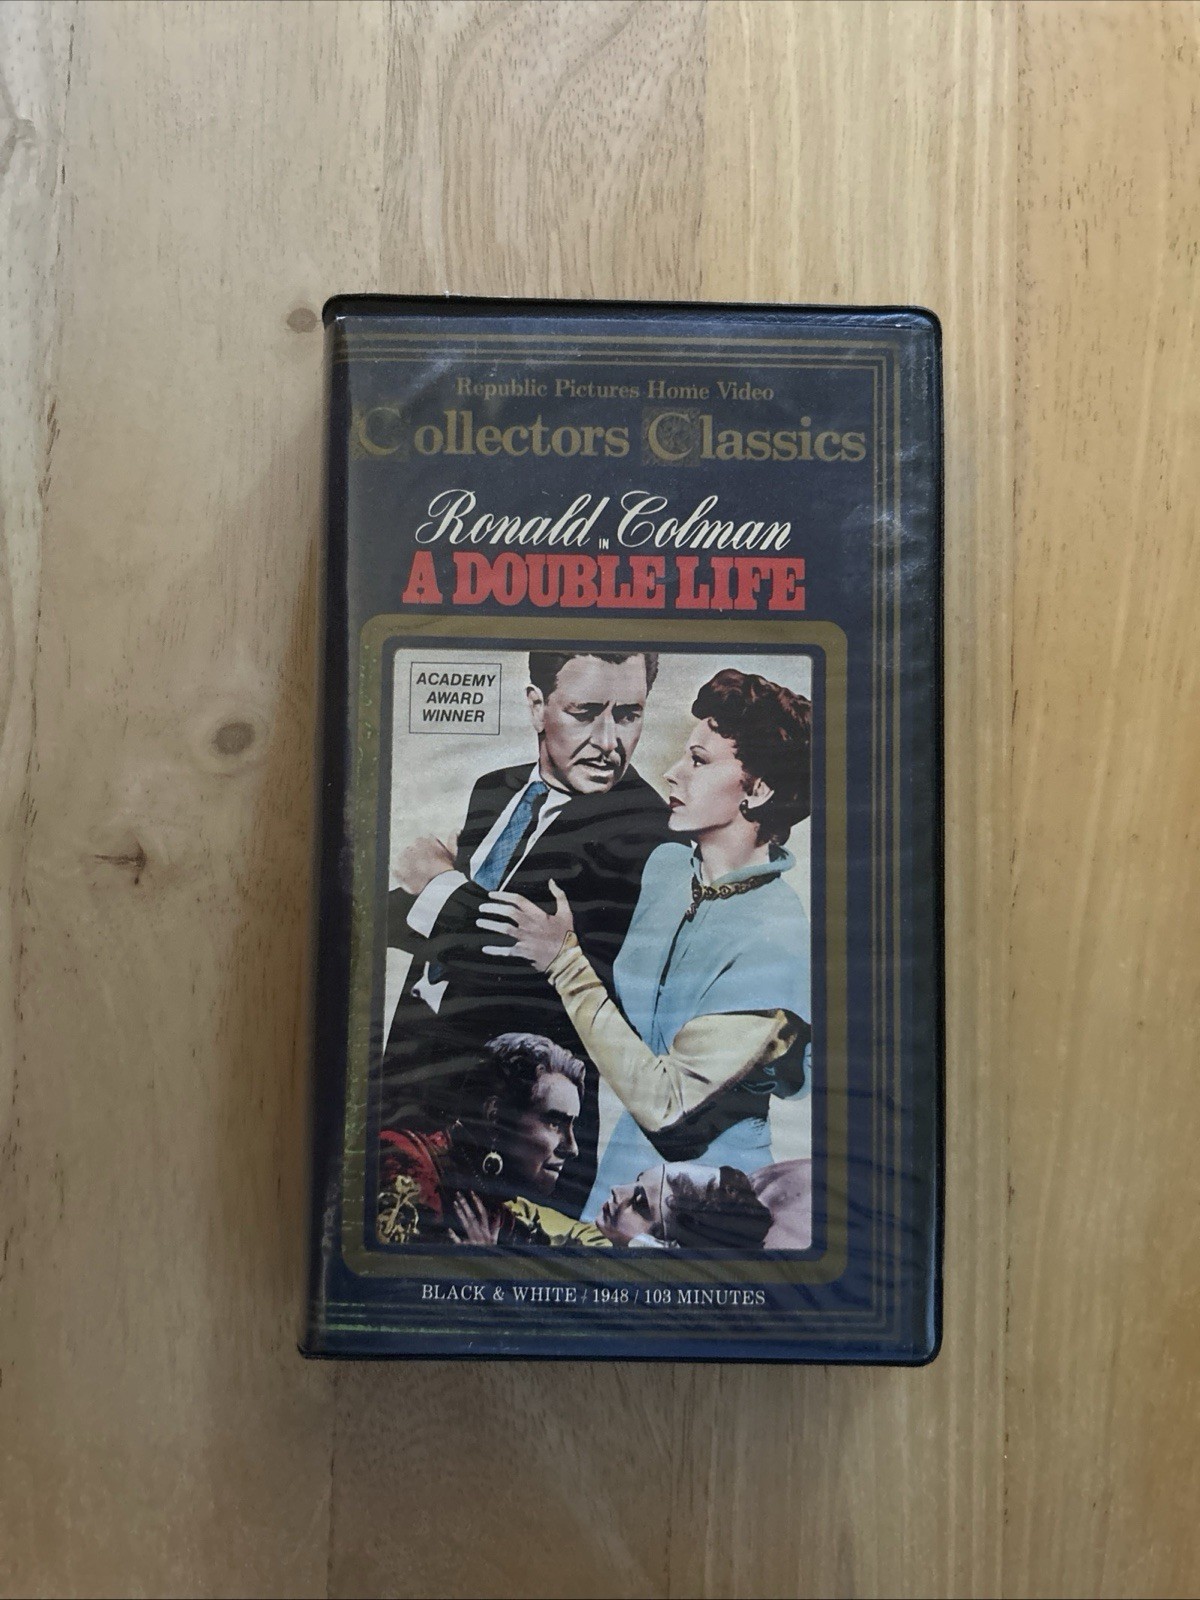 Republic Pictures Home Video
Collectors Classics
Ronald Colman
IN
A DOUBLE LIFE
ACADEMY
AWARD
WINNER
BLACK & WHITE / 1948 / 103 MINUTES